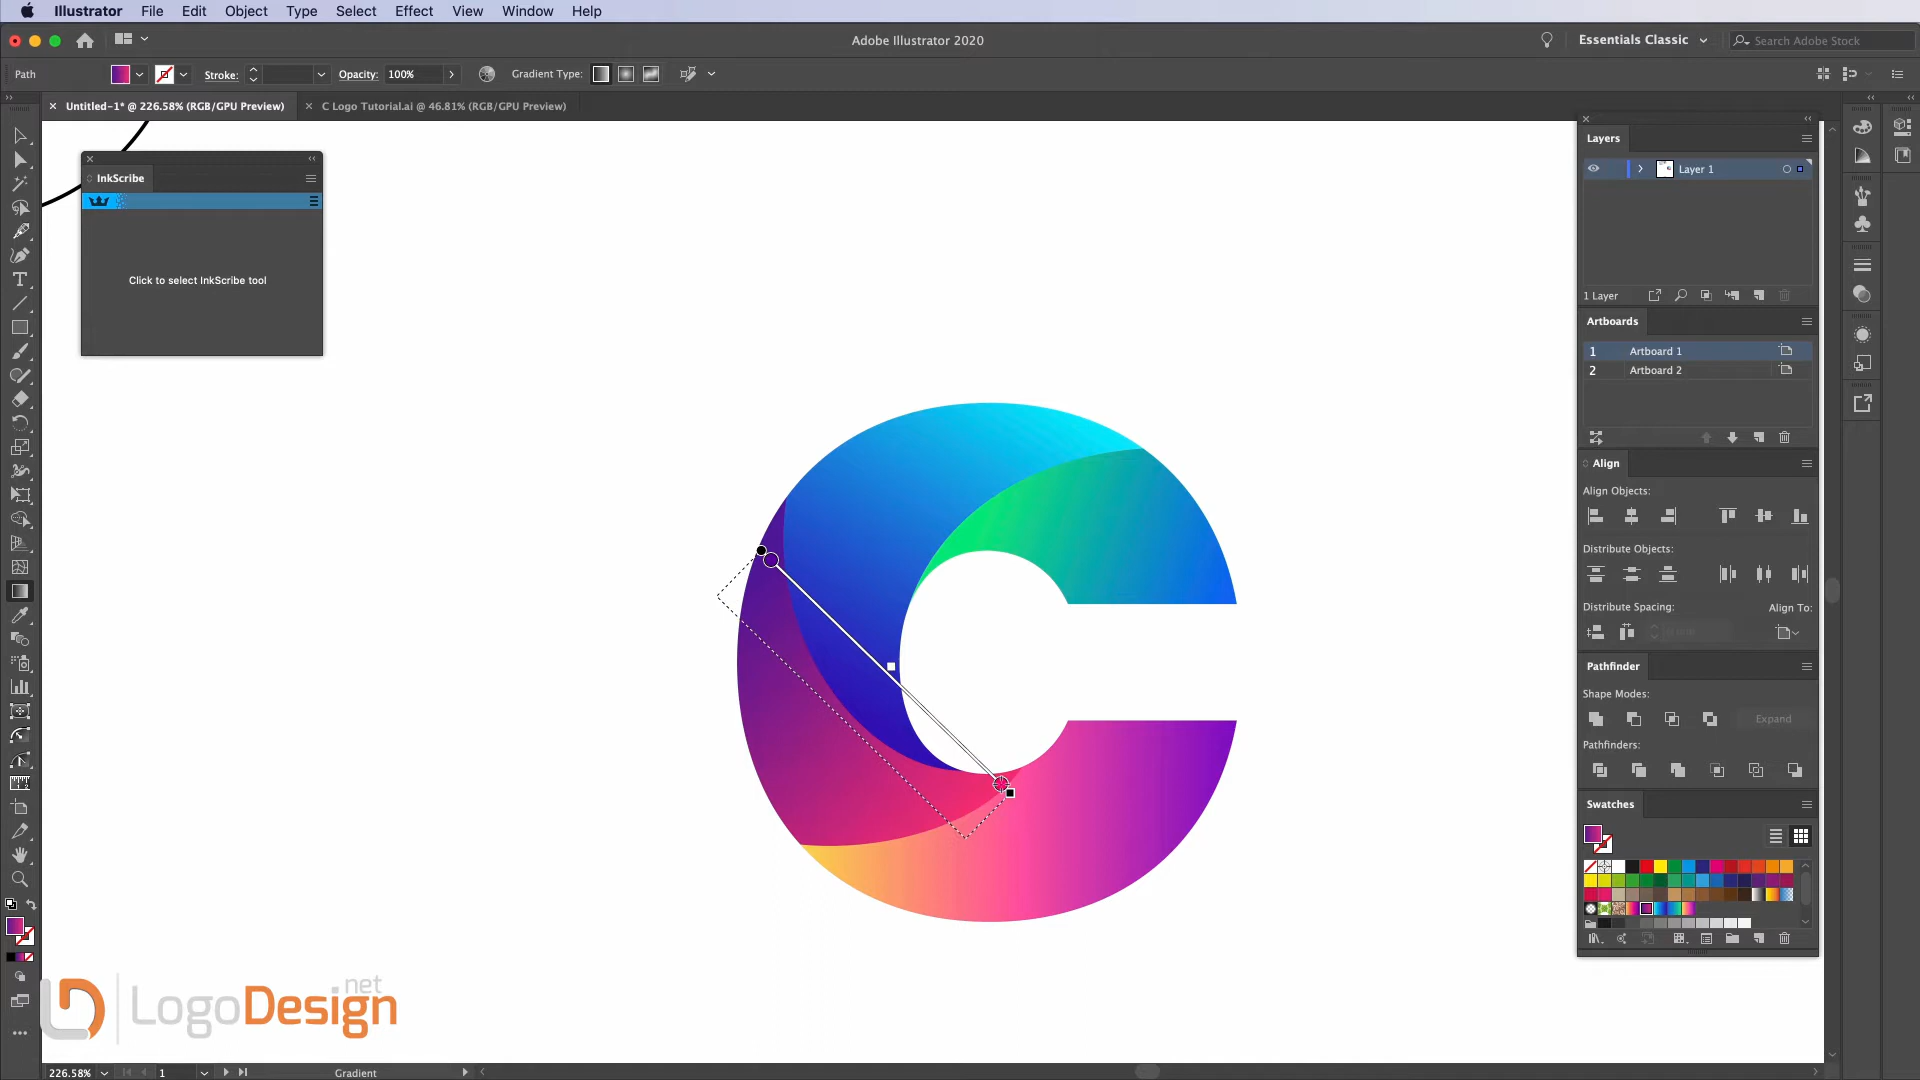 Illustrator File Edit Object Type Select Effect View Window Help
Adobe Illustrator 2020
Essentials Classic
Search Adobe Stock
Path
Stroke:
Opacity: 100%
Gradient Type:
Untitled-1* @ 226.58% (RGB/GPU Preview)
C Logo Tutorial.ai @ 46.81% (RGB/GPU Preview)
InkScribe
Click to select InkScribe tool
Layers
Layer 1
1 Layer
Artboards
1 Artboard 1
2 Artboard 2
Align
Align Objects:
Distribute Objects:
Distribute Spacing:
Align To:
Pathfinder
Shape Modes:
Expand
Pathfinders:
Swatches
LogoDesign
.net
226.58%
1
Gradient